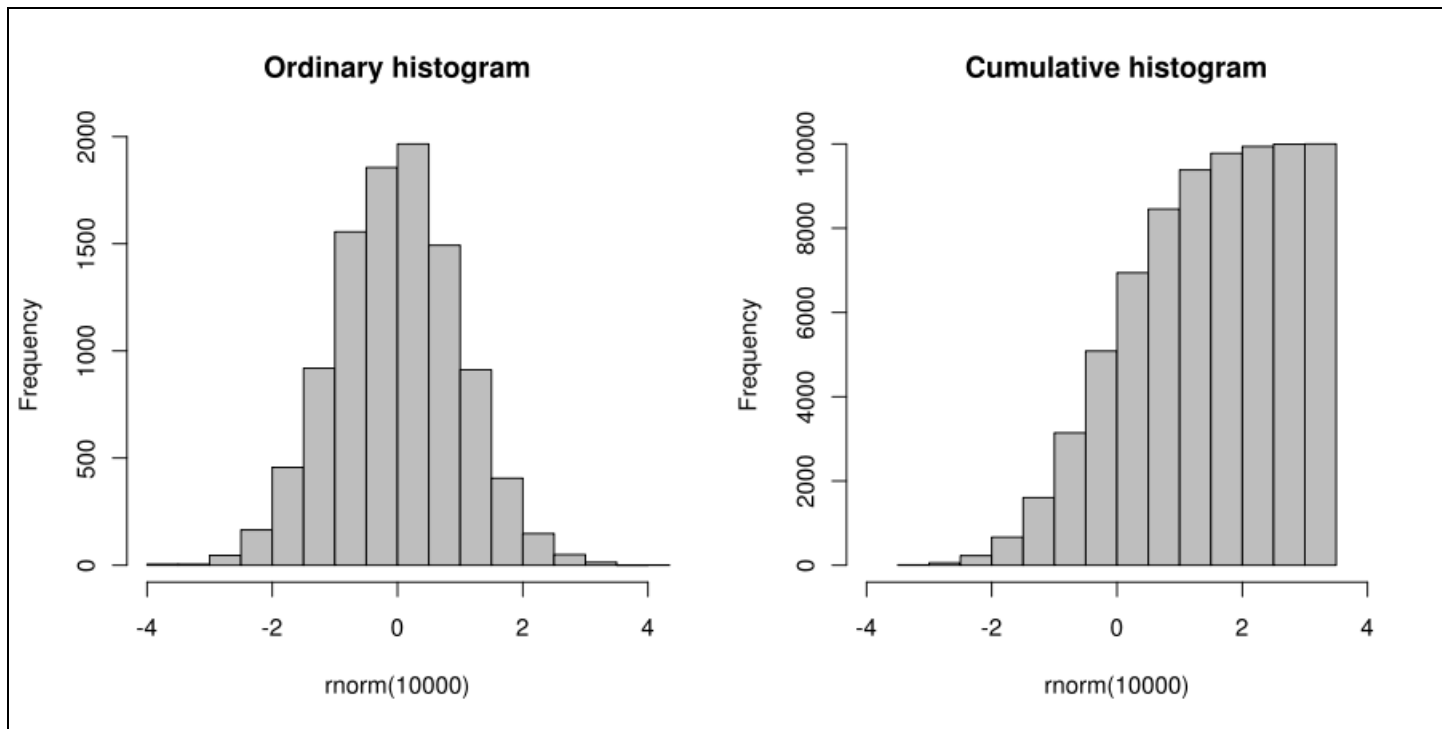 Ordinary histogram
Frequency
2000
1500
1000
500
0
-4 -2 0 2 4
rnorm(10000)
Cumulative histogram
Frequency
10000
8000
6000
4000
2000
0
-4 -2 0 2 4
rnorm(10000)